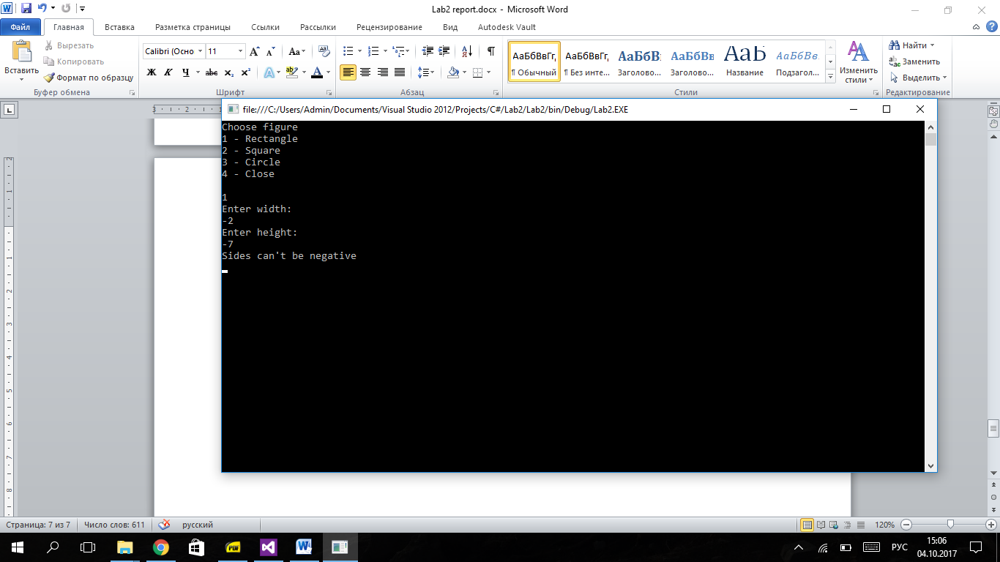 Lab2 report.docx - Microsoft Word
Файл Главная Вставка Разметка страницы Ссылки Рассылки Рецензирование Вид Autodesk Vault
Вставить
Вырезать
Копировать
Формат по образцу
Буфер обмена
Calibri (Осно 11
Ж К Ч abc x₂ x²
Шрифт
Абзац
АаБбВвГг, АаБбВвГг, АаБбВ АаБбВв АаБ АаБбВв
¶ Обычный ¶ Без инте... Заголово... Заголово... Название Подзагол...
Стили
Изменить
стили
Найти
Заменить
Выделить
Редактирование
file:///C:/Users/Admin/Documents/Visual Studio 2012/Projects/C#/Lab2/Lab2/bin/Debug/Lab2.EXE
Choose figure
1 - Rectangle
2 - Square
3 - Circle
4 - Close
1
Enter width:
-2
Enter height:
-7
Sides can't be negative
Страница: 7 из 7 Число слов: 611 русский 120%
РУС
15:06
04.10.2017